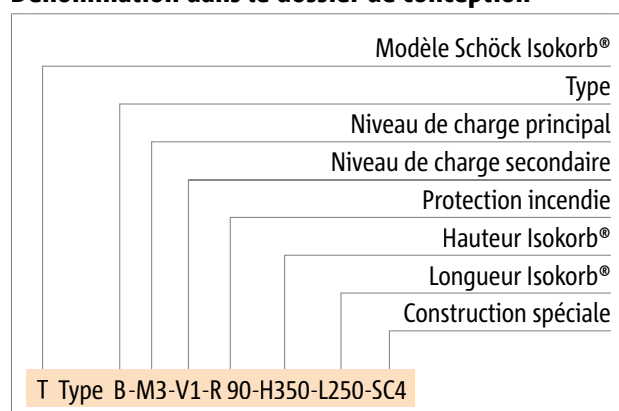 Dénomination dans le dossier de conception
Modèle Schöck Isokorb®
Type
Niveau de charge principal
Niveau de charge secondaire
Protection incendie
Hauteur Isokorb®
Longueur Isokorb®
Construction spéciale
T Type B-M3-V1-R 90-H350-L250-SC4